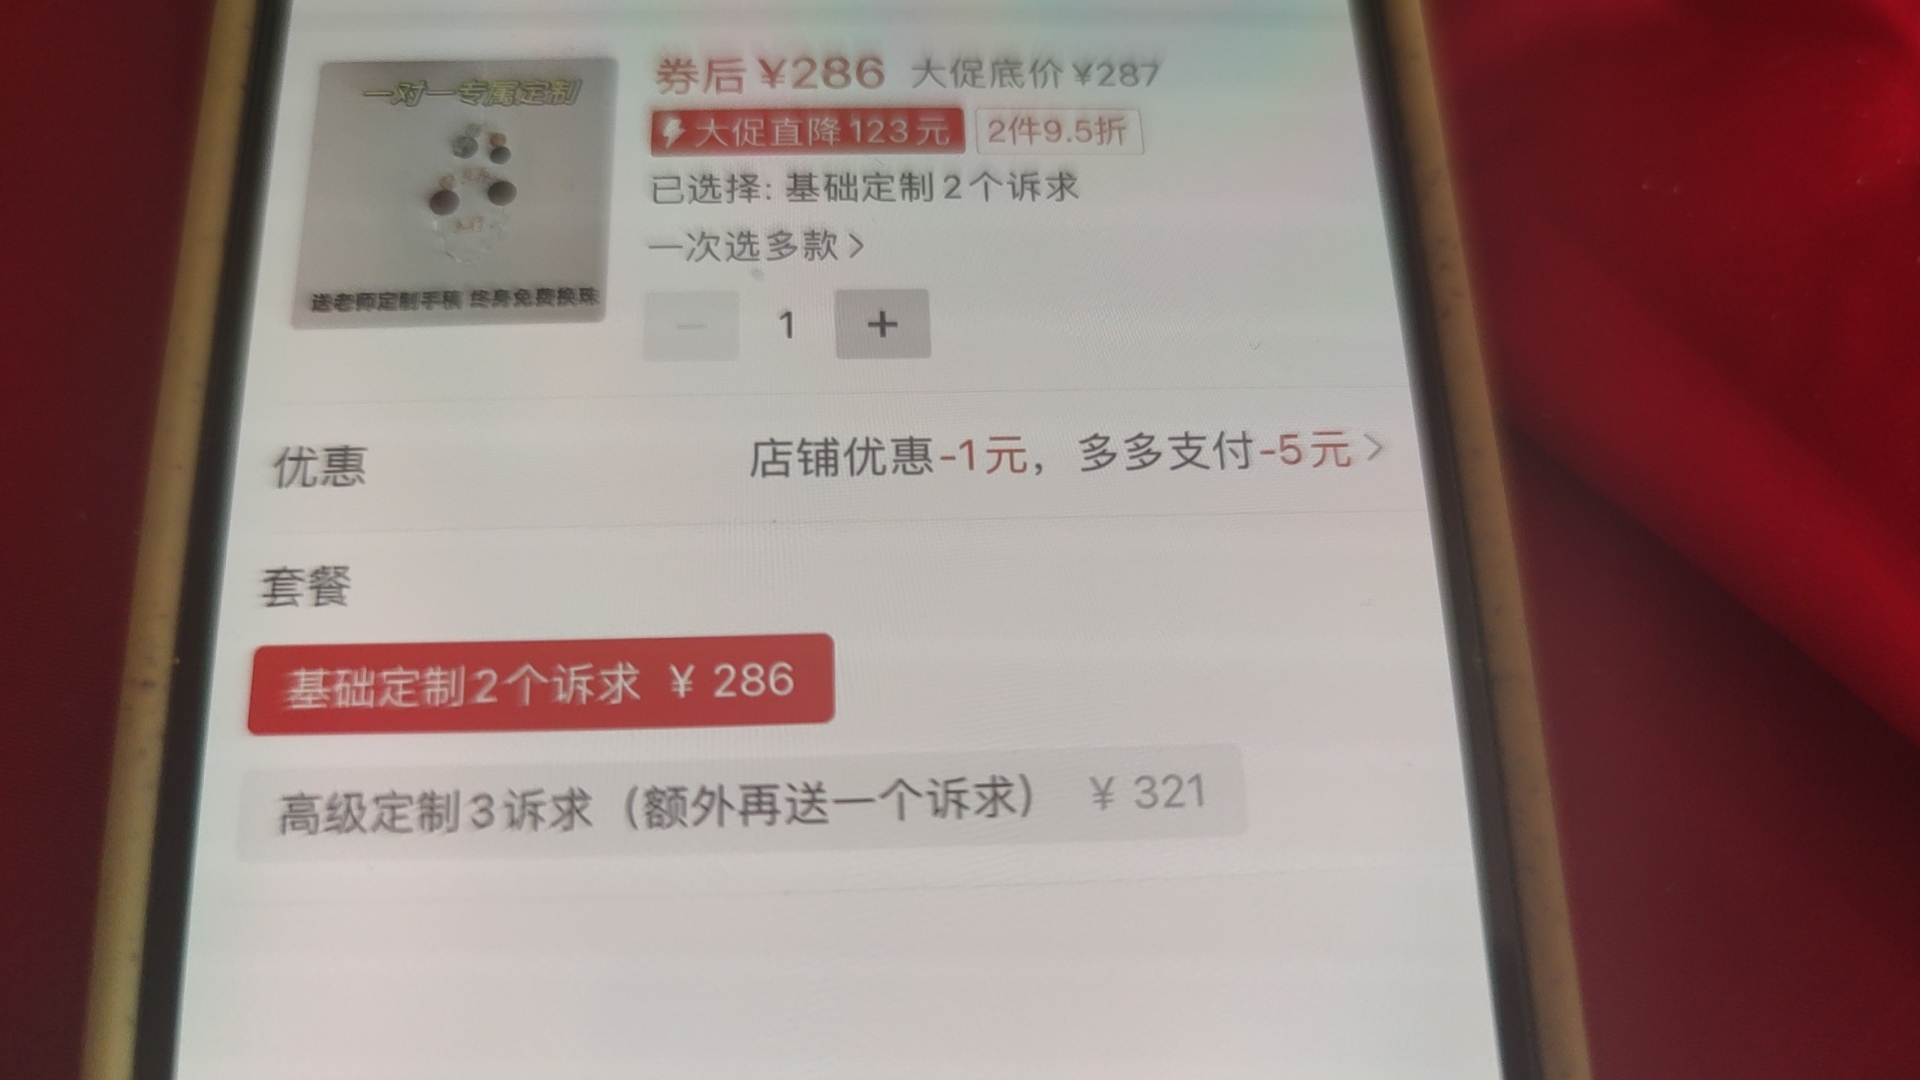 一对一专属定制
送老师定制手稿 终身免费换珠
券后¥286 大促底价¥287
大促直降123元 2件9.5折
已选择: 基础定制2个诉求
一次选多款>
− 1 +
优惠 店铺优惠-1元，多多支付-5元>
套餐
基础定制2个诉求 ¥ 286
高级定制3诉求（额外再送一个诉求） ¥ 321